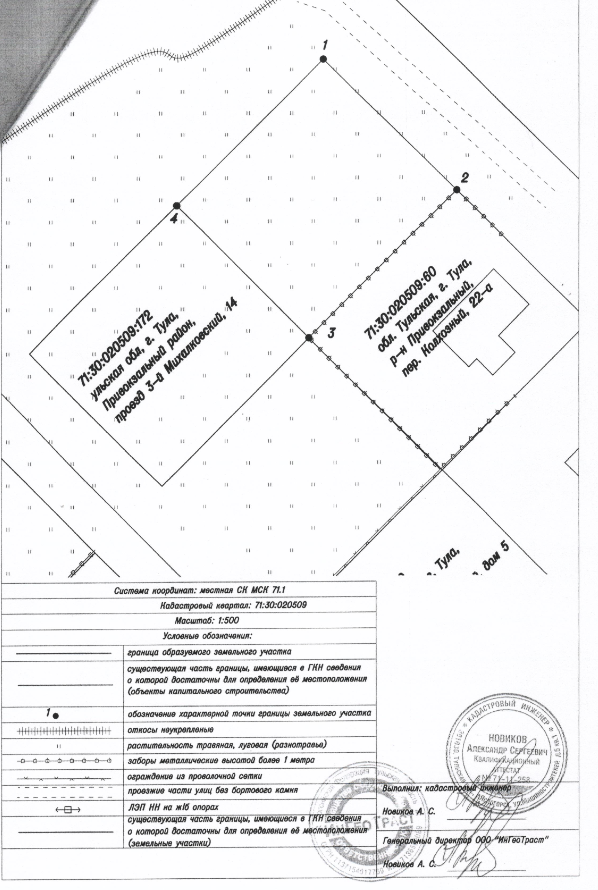 1
2
4
3
71:30:020509:172
ульская обл, г. Тула,
Привокзальный район,
проезд 3-й Михалковский, 14
71:30:020509:60
обл. Тульская, г. Тула,
р-н Привокзальный,
пер. Колхозный, 22-а
Тула,
дом 5
Система координат: местная СК МСК 71.1
Кадастровый квартал: 71:30:020509
Масштаб: 1:500
Условные обозначения:
граница образуемого земельного участка
существующая часть границы, имеющиеся в ГКН сведения
о которой достаточны для определения её местоположения
(объекты капитального строительства)
1
обозначение характерной точки границы земельного участка
откосы неукрепленые
растительность травяная, луговая (разнотравье)
заборы металлические высотой более 1 метра
ограждение из проволочной сетки
проезжие части улиц без бортового камня
ЛЭП НН на ж/б опорах
существующая часть границы, имеющиеся в ГКН сведения
о которой достаточны для определения её местоположения
(земельные участки)
КАДАСТРОВЫЙ ИНЖЕНЕР
НОВИКОВ
АЛЕКСАНДР СЕРГЕЕВИЧ
КВАЛИФИКАЦИОННЫЙ
АТТЕСТАТ
Выполнил: кадастровый инженер
Новиков А. С.
Генеральный директор ООО "ИнГеоТраст"
Новиков А. С.
ИНГЕОТРАСТ